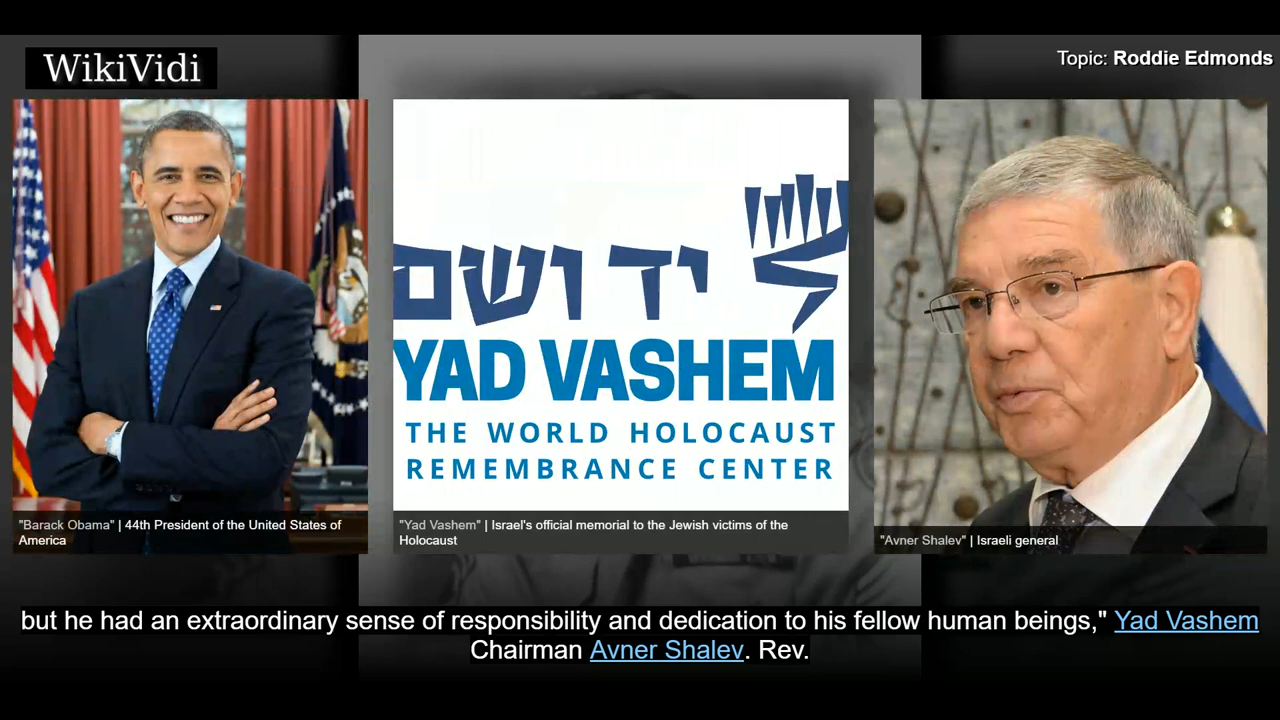 WikiVidi
Topic: Roddie Edmonds
יד ושם
YAD VASHEM
THE WORLD HOLOCAUST
REMEMBRANCE CENTER
"Barack Obama" | 44th President of the United States of
America
"Yad Vashem" | Israel's official memorial to the Jewish victims of the
Holocaust
"Avner Shalev" | Israeli general
but he had an extraordinary sense of responsibility and dedication to his fellow human beings," Yad Vashem
Chairman Avner Shalev. Rev.